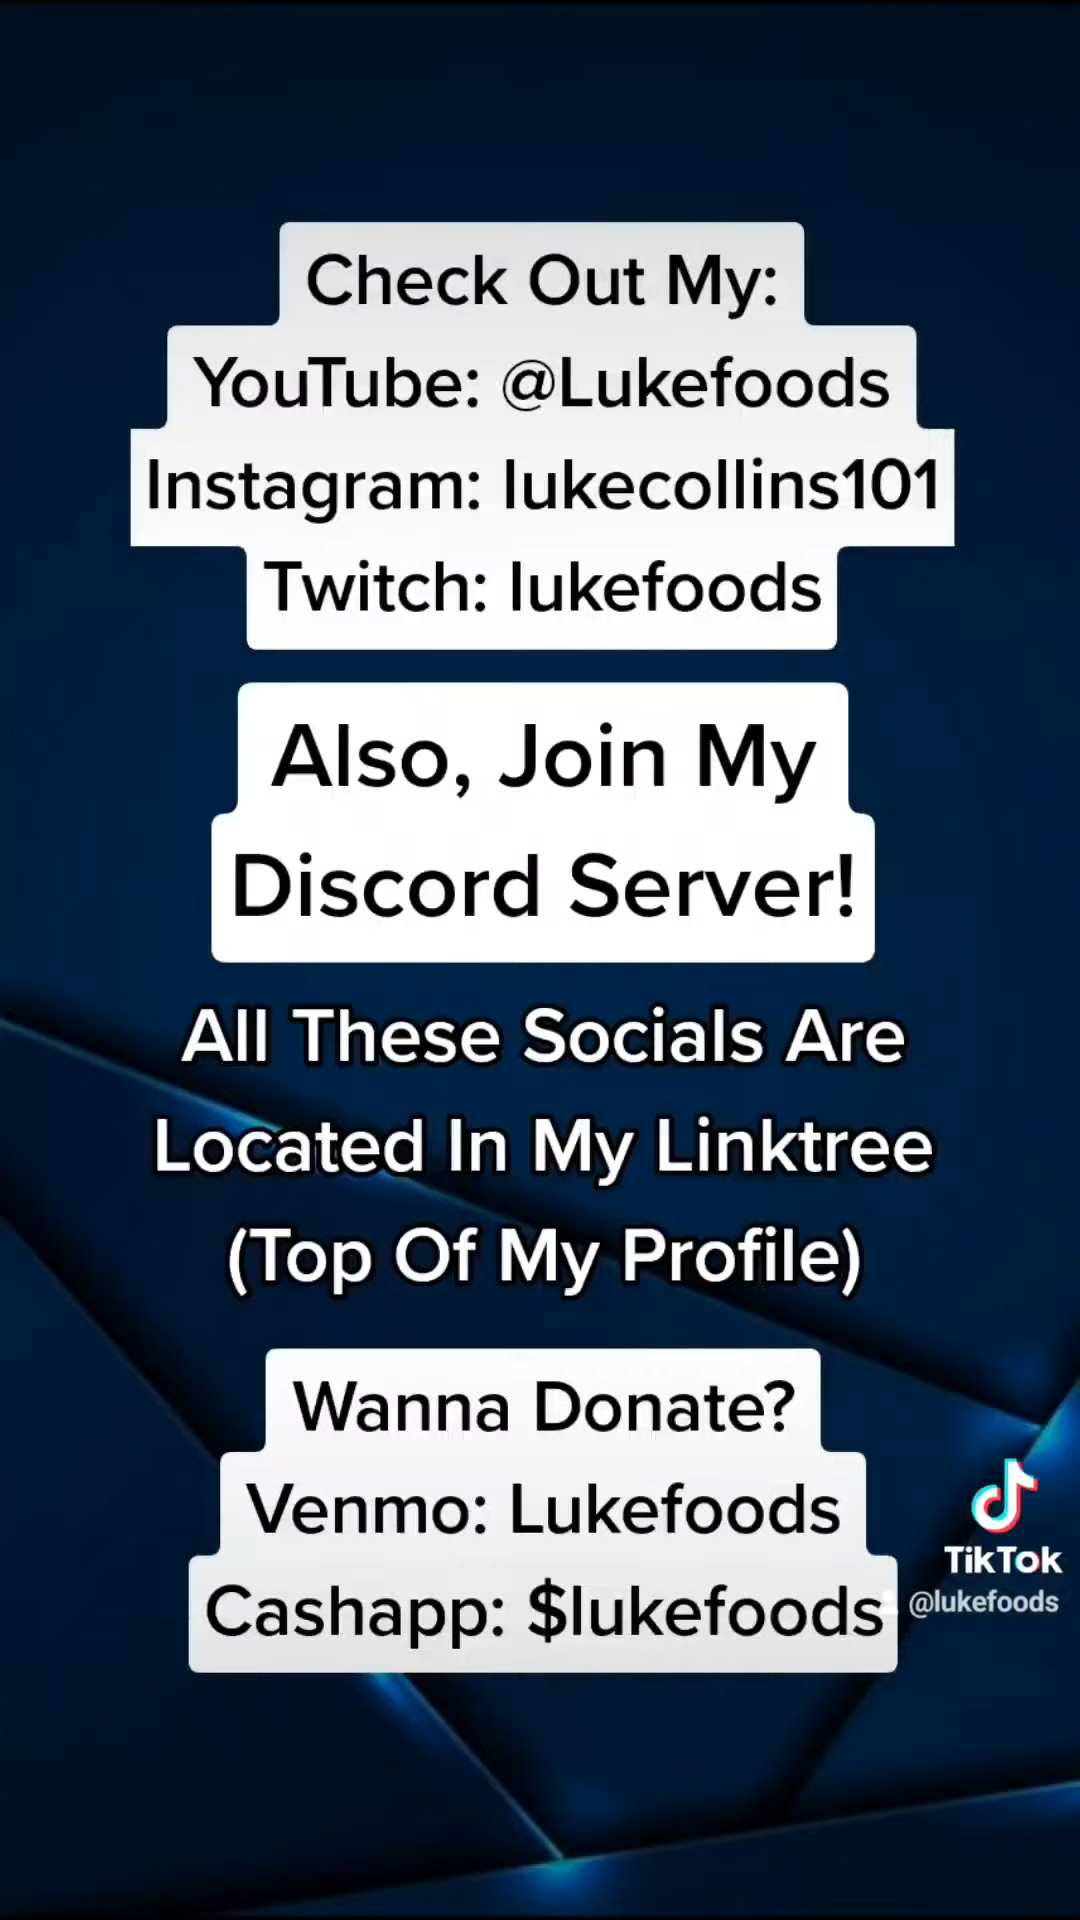 Check Out My:
YouTube: @Lukefoods
Instagram: lukecollins101
Twitch: lukefoods
Also, Join My
Discord Server!
All These Socials Are
Located In My Linktree
(Top Of My Profile)
Wanna Donate?
Venmo: Lukefoods
Cashapp: $lukefoods
TikTok
@lukefoods